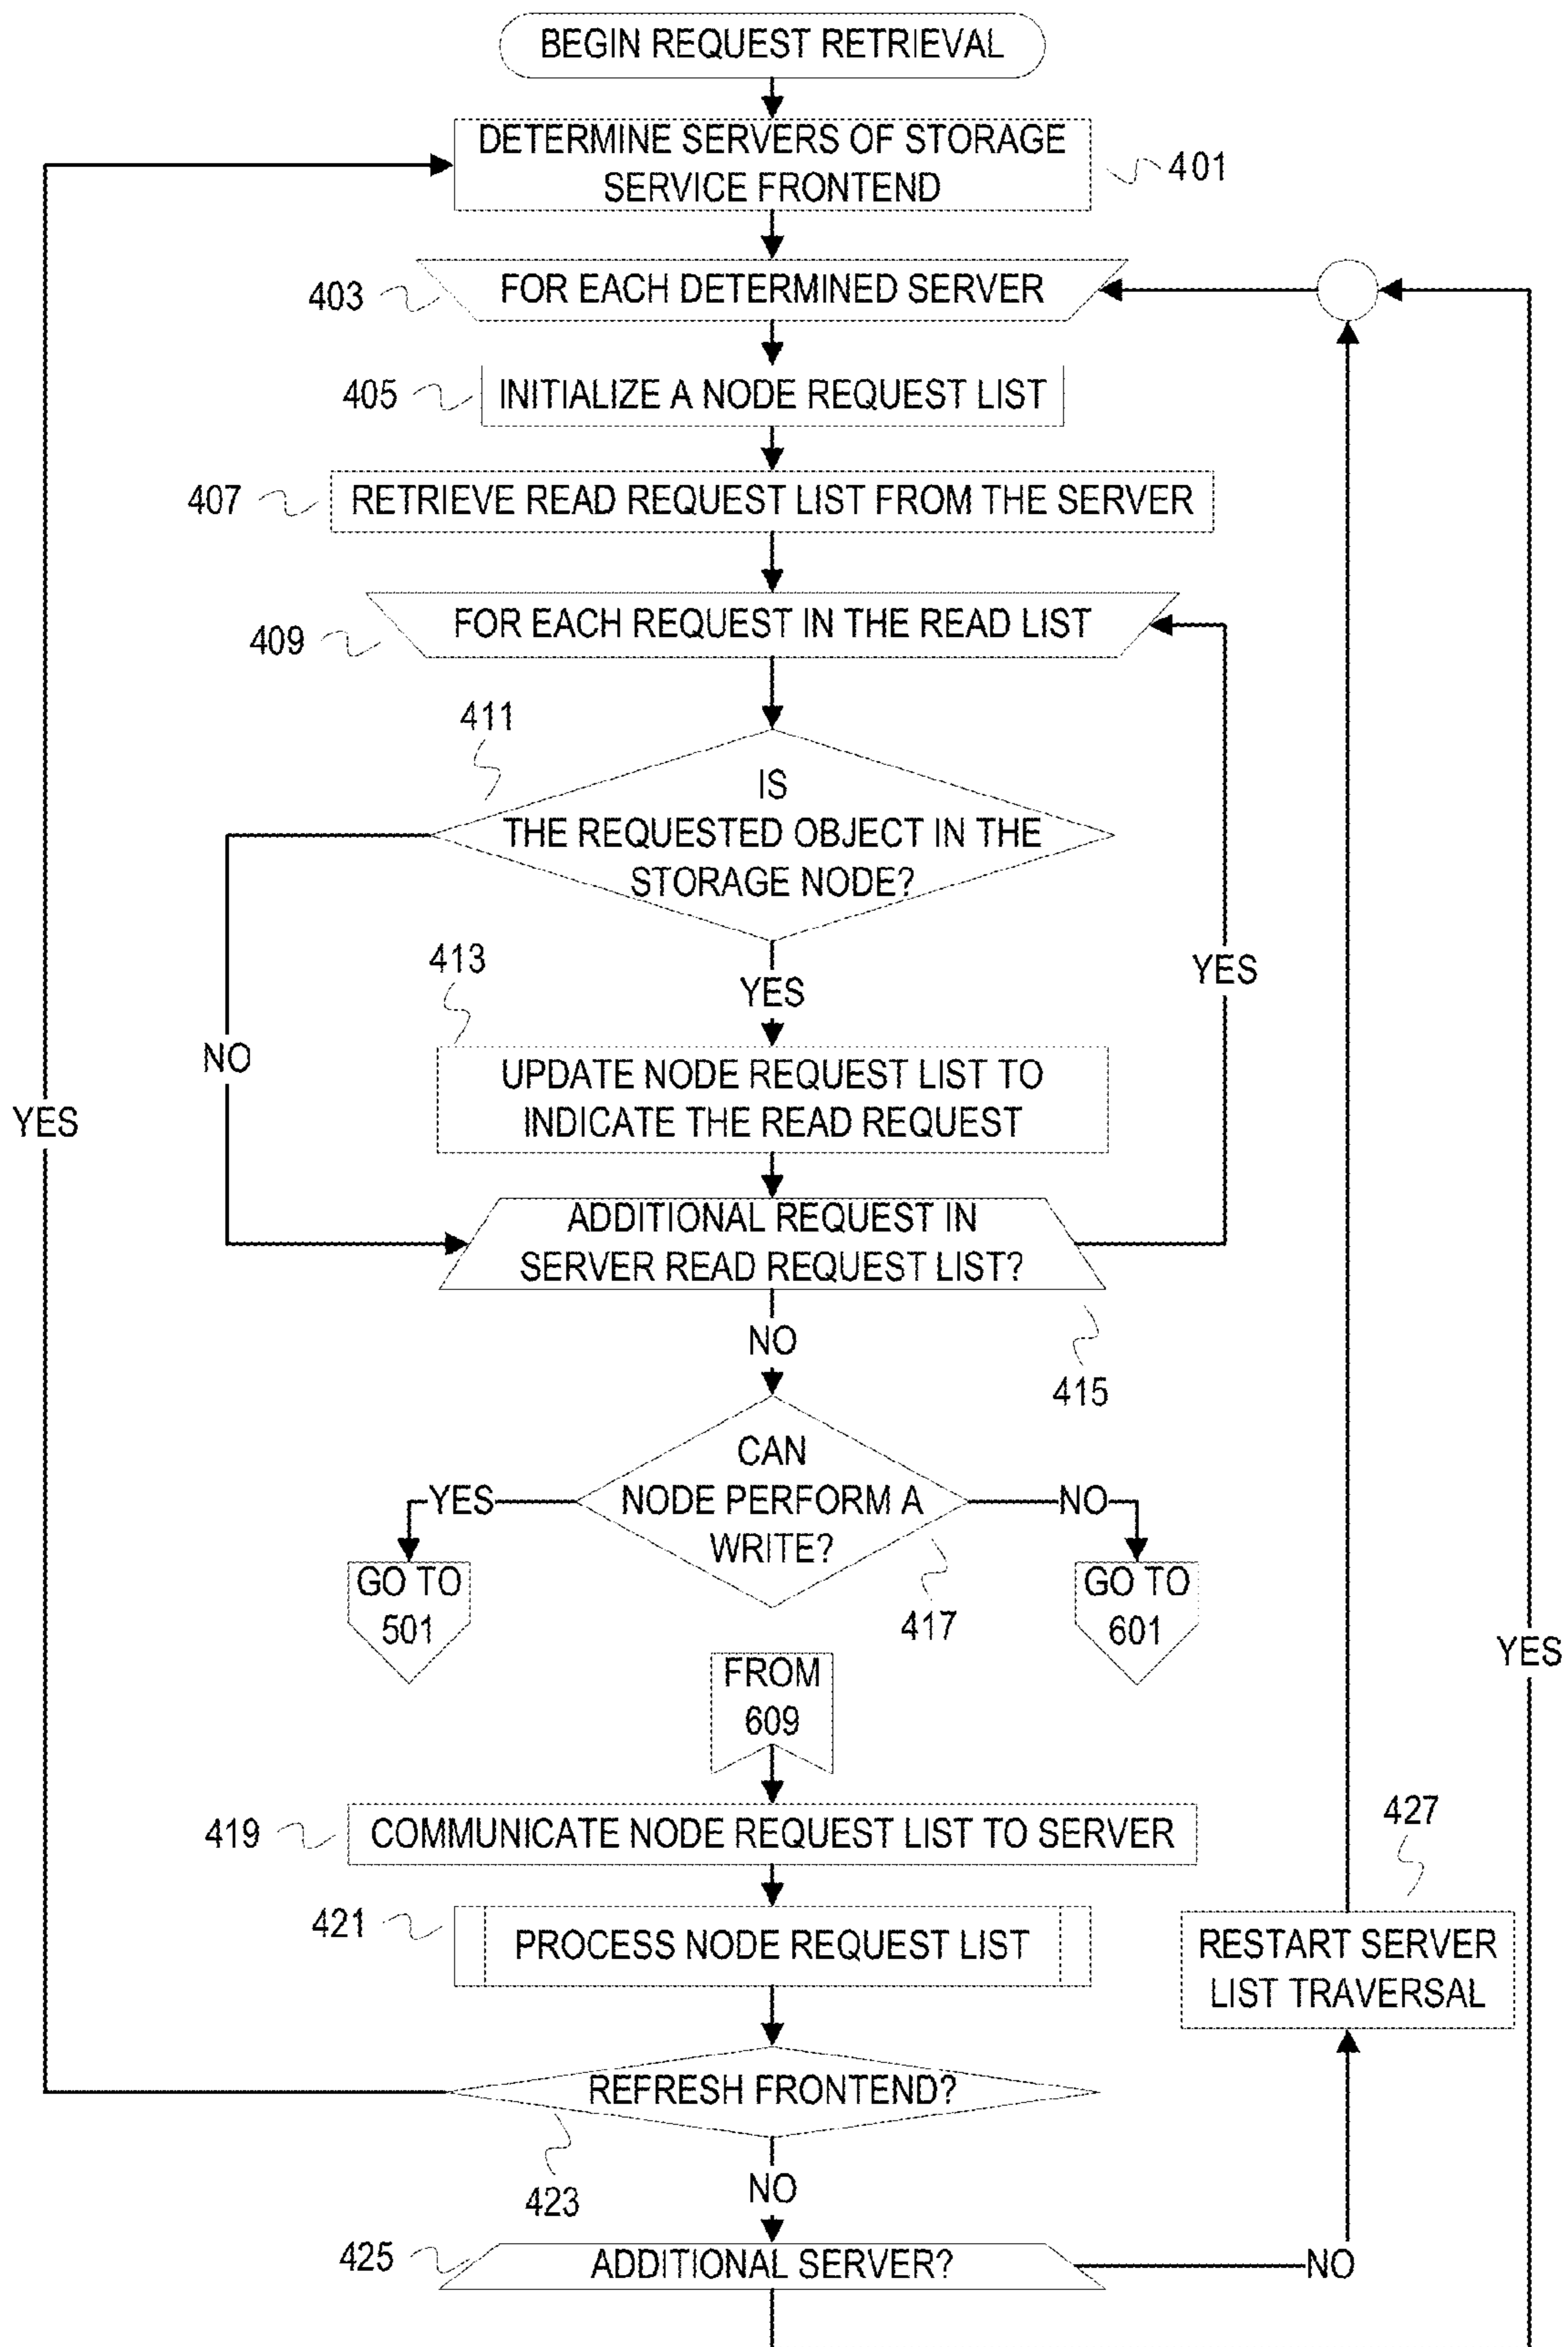 BEGIN REQUEST RETRIEVAL
DETERMINE SERVERS OF STORAGE
SERVICE FRONTEND
401
FOR EACH DETERMINED SERVER
403
405
INITIALIZE A NODE REQUEST LIST
407
RETRIEVE READ REQUEST LIST FROM THE SERVER
FOR EACH REQUEST IN THE READ LIST
409
411
IS
THE REQUESTED OBJECT IN THE
STORAGE NODE?
413
YES
YES
NO
UPDATE NODE REQUEST LIST TO
INDICATE THE READ REQUEST
YES
ADDITIONAL REQUEST IN
SERVER READ REQUEST LIST?
NO
415
CAN
NODE PERFORM A
WRITE?
YES
NO
GO TO
501
417
GO TO
601
YES
FROM
609
419
COMMUNICATE NODE REQUEST LIST TO SERVER
427
421
PROCESS NODE REQUEST LIST
RESTART SERVER
LIST TRAVERSAL
REFRESH FRONTEND?
423
NO
425
ADDITIONAL SERVER?
NO